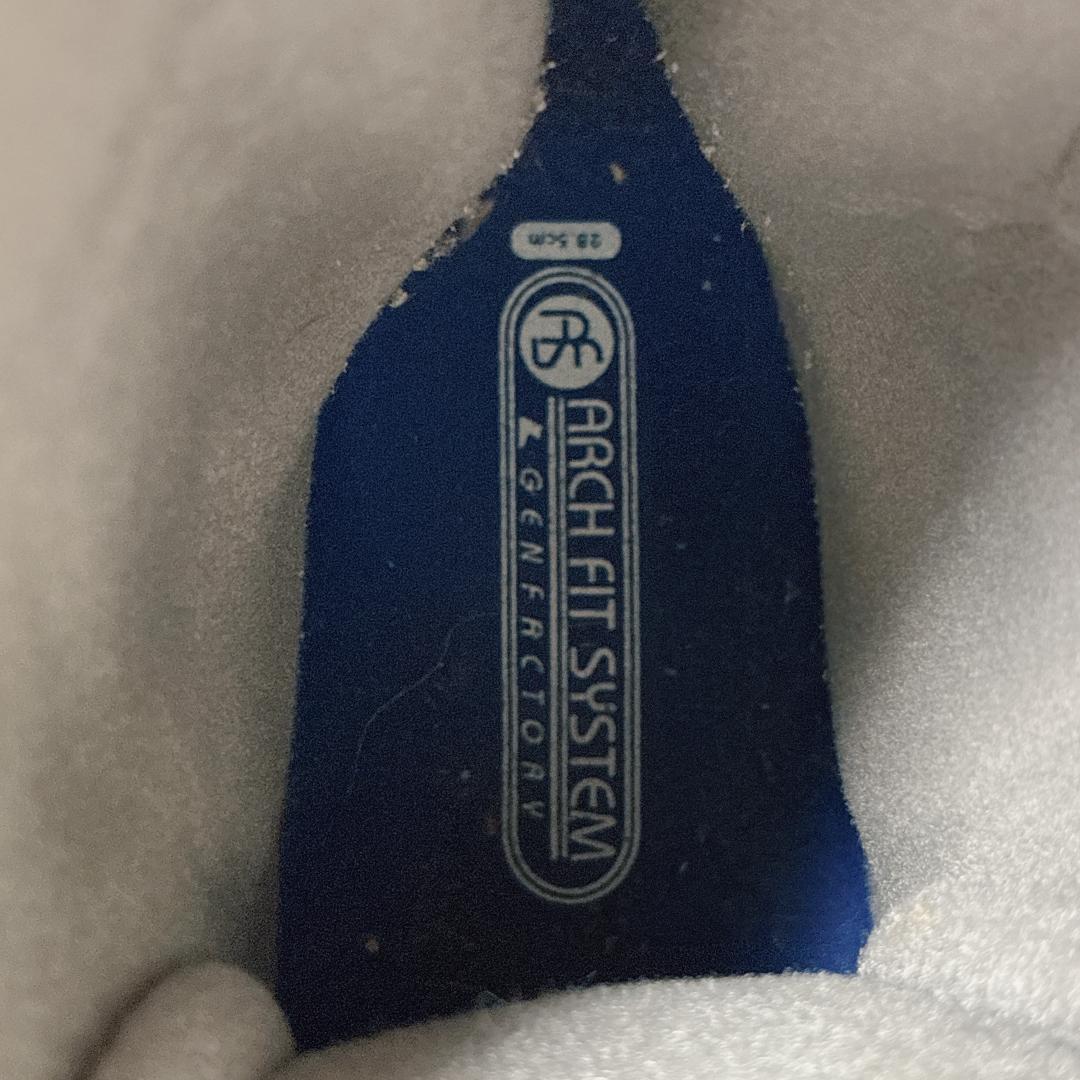 28.5cm
ARCH FIT SYSTEM
GENFACTORY